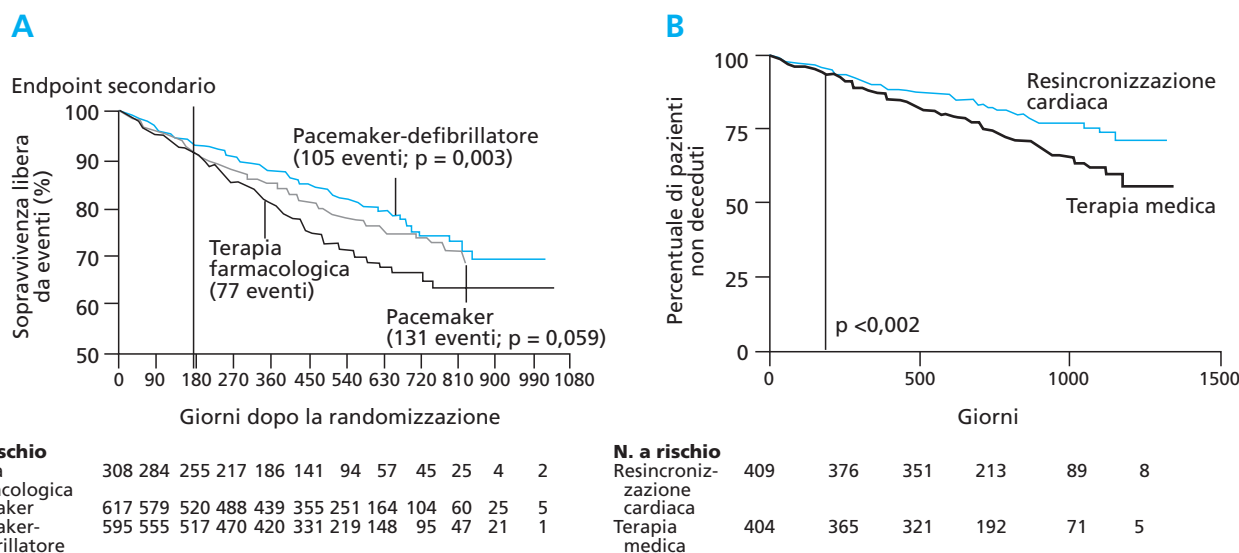 A
Endpoint secondario
Sopravvivenza libera
da eventi (%)
100
90
80
70
60
50
Pacemaker-defibrillatore
(105 eventi; p = 0,003)
Terapia
farmacologica
(77 eventi)
Pacemaker
(131 eventi; p = 0,059)
0 90 180 270 360 450 540 630 720 810 900 990 1080
Giorni dopo la randomizzazione
schio
a
acologica
308 284 255 217 186 141 94 57 45 25 4 2
aker 617 579 520 488 439 355 251 164 104 60 25 5
aker- 595 555 517 470 420 331 219 148 95 47 21 1
rillatore
B
Percentuale di pazienti
non deceduti
100
75
50
25
0
Resincronizzazione
cardiaca
Terapia medica
p <0,002
0 500 1000 1500
Giorni
N. a rischio
Resincroniz- 409 376 351 213 89 8
zazione
cardiaca
Terapia 404 365 321 192 71 5
medica